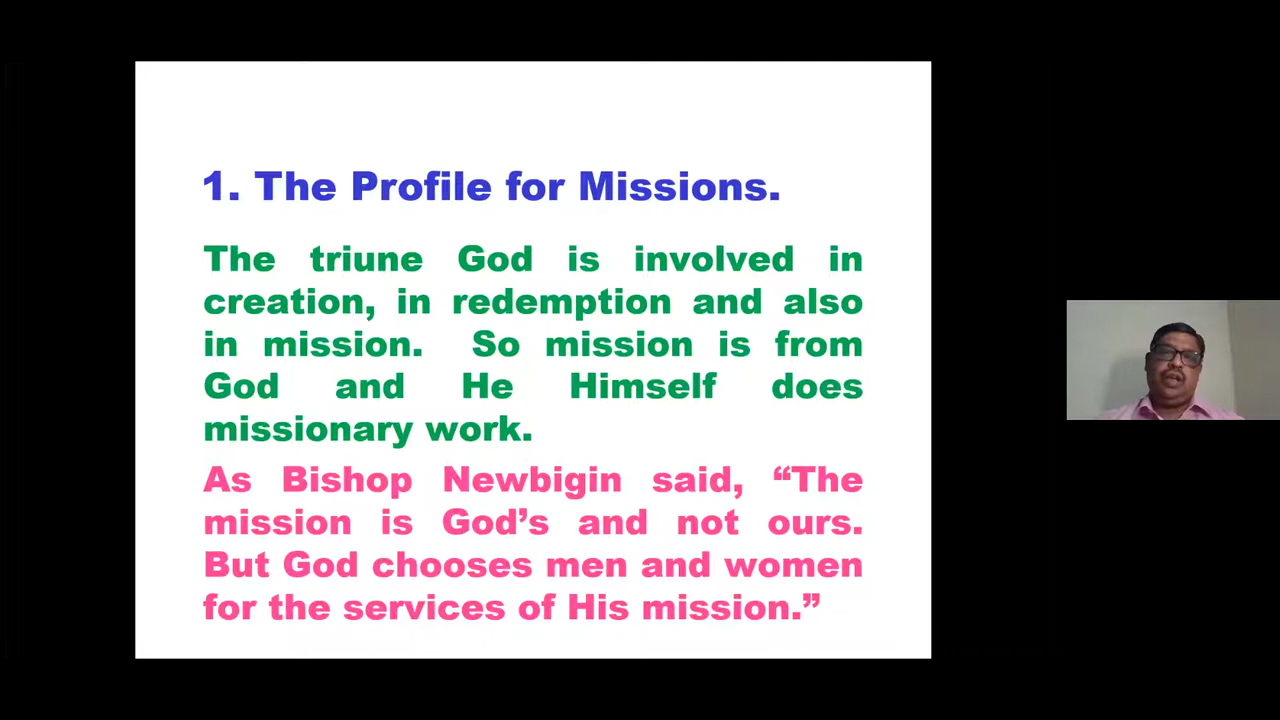 1. The Profile for Missions.
The triune God is involved in
creation, in redemption and also
in mission. So mission is from
God and He Himself does
missionary work.
As Bishop Newbigin said, “The
mission is God’s and not ours.
But God chooses men and women
for the services of His mission.”